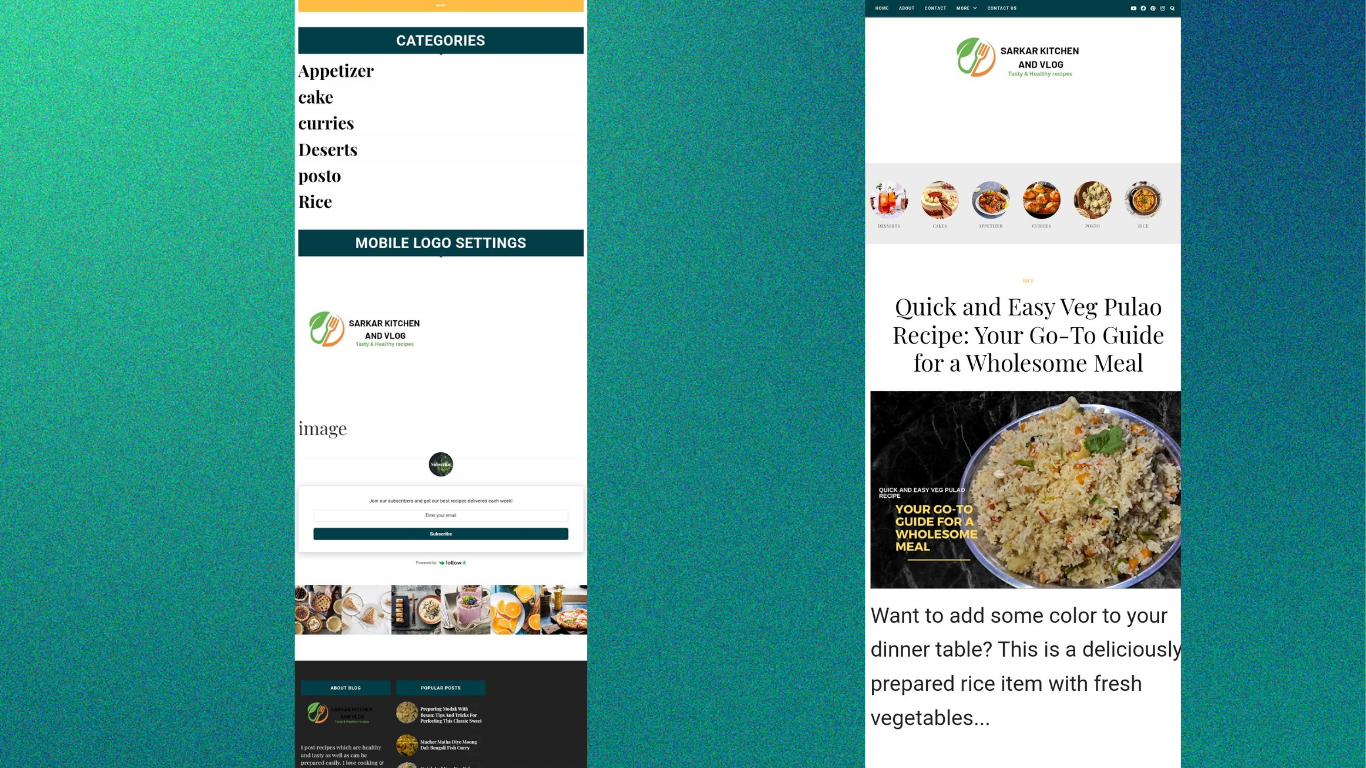 CATEGORIES
Appetizer
cake
curries
Deserts
posto
Rice
MOBILE LOGO SETTINGS
SARKAR KITCHEN
AND VLOG
Tasty & Healthy recipes
image
Subscribe
Join our subscribers and get our best recipes delivered each week!
Enter your email
Subscribe
Powered by follow.it
ABOUT BLOG
SARKAR KITCHEN
AND VLOG
Tasty & Healthy recipes
I post recipes which are healthy
and tasty as well as can be
prepared easily. I love cooking &
POPULAR POSTS
Preparing Modak With
Besan: Tips And Tricks For
Perfecting This Classic Sweet
Macher Matha Diye Moong
Dal: Bengali Fish Curry
HOME ABOUT CONTACT MORE CONTACT US
SARKAR KITCHEN
AND VLOG
Tasty & Healthy recipes
DESSERTS CAKES APPETIZER CURRIES POSTO RICE
RICE
Quick and Easy Veg Pulao
Recipe: Your Go-To Guide
for a Wholesome Meal
QUICK AND EASY VEG PULAO
RECIPE
YOUR GO-TO
GUIDE FOR A
WHOLESOME
MEAL
Want to add some color to your
dinner table? This is a deliciously
prepared rice item with fresh
vegetables...